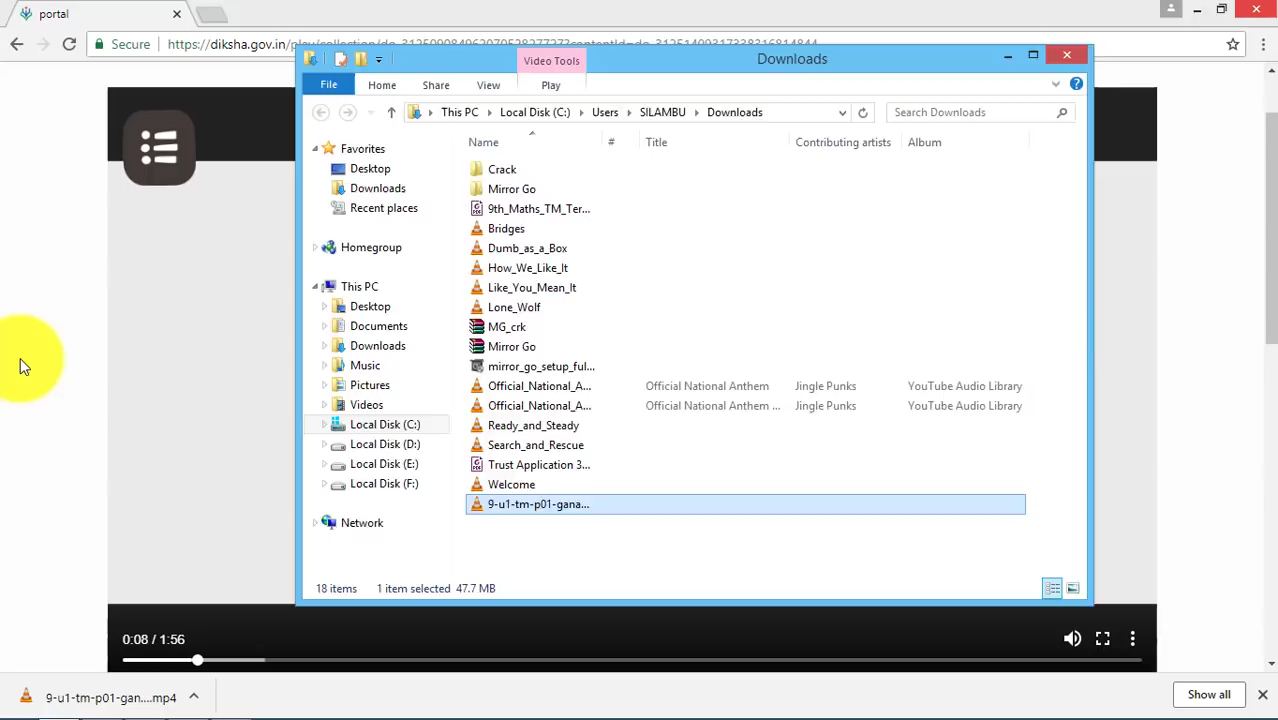 portal
Secure
https://diksha.gov.in/play/collection/do_31250908496207052827727?contentId=do_3125140931733831681​4844
Video Tools
Downloads
File
Home
Share
View
Play
This PC
Local Disk (C:)
Users
SILAMBU
Downloads
Search Downloads
Name
#
Title
Contributing artists
Album
Favorites
Desktop
Downloads
Recent places
Homegroup
This PC
Desktop
Documents
Downloads
Music
Pictures
Videos
Local Disk (C:)
Local Disk (D:)
Local Disk (E:)
Local Disk (F:)
Network
Crack
Mirror Go
9th_Maths_TM_Ter...
Bridges
Dumb_as_a_Box
How_We_Like_It
Like_You_Mean_It
Lone_Wolf
MG_crk
Mirror Go
mirror_go_setup_ful...
Official_National_A... Official National Anthem Jingle Punks YouTube Audio Library
Official_National_A... Official National Anthem ... Jingle Punks YouTube Audio Library
Ready_and_Steady
Search_and_Rescue
Trust Application 3...
Welcome
9-u1-tm-p01-gana...
18 items 1 item selected 47.7 MB
0:08 / 1:56
9-u1-tm-p01-gan....mp4
Show all